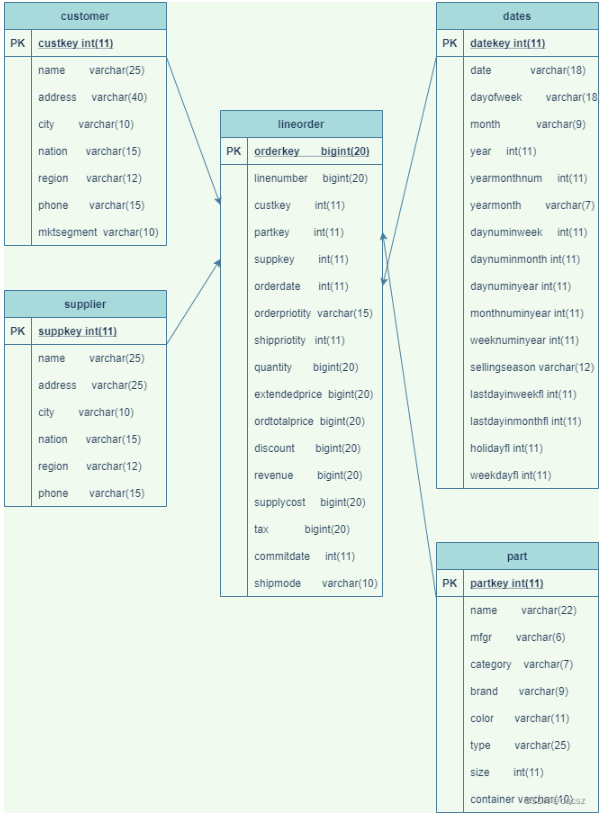 customer
PK custkey int(11)
name varchar(25)
address varchar(40)
city varchar(10)
nation varchar(15)
region varchar(12)
phone varchar(15)
mktsegment varchar(10)
supplier
PK suppkey int(11)
name varchar(25)
address varchar(25)
city varchar(10)
nation varchar(15)
region varchar(12)
phone varchar(15)
lineorder
PK orderkey bigint(20)
linenumber bigint(20)
custkey int(11)
partkey int(11)
suppkey int(11)
orderdate int(11)
orderpriotity varchar(15)
shippriotity int(11)
quantity bigint(20)
extendedprice bigint(20)
ordtotalprice bigint(20)
discount bigint(20)
revenue bigint(20)
supplycost bigint(20)
tax bigint(20)
commitdate int(11)
shipmode varchar(10)
dates
PK datekey int(11)
date varchar(18)
dayofweek varchar(18
month varchar(9)
year int(11)
yearmonthnum int(11)
yearmonth varchar(7)
daynuminweek int(11)
daynuminmonth int(11)
daynuminyear int(11)
monthnuminyear int(11)
weeknuminyear int(11)
sellingseason varchar(12)
lastdayinweekfl int(11)
lastdayinmonthfl int(11)
holidayfl int(11)
weekdayfl int(11)
part
PK partkey int(11)
name varchar(22)
mfgr varchar(6)
category varchar(7)
brand varchar(9)
color varchar(11)
type varchar(25)
size int(11)
container varchar(10)